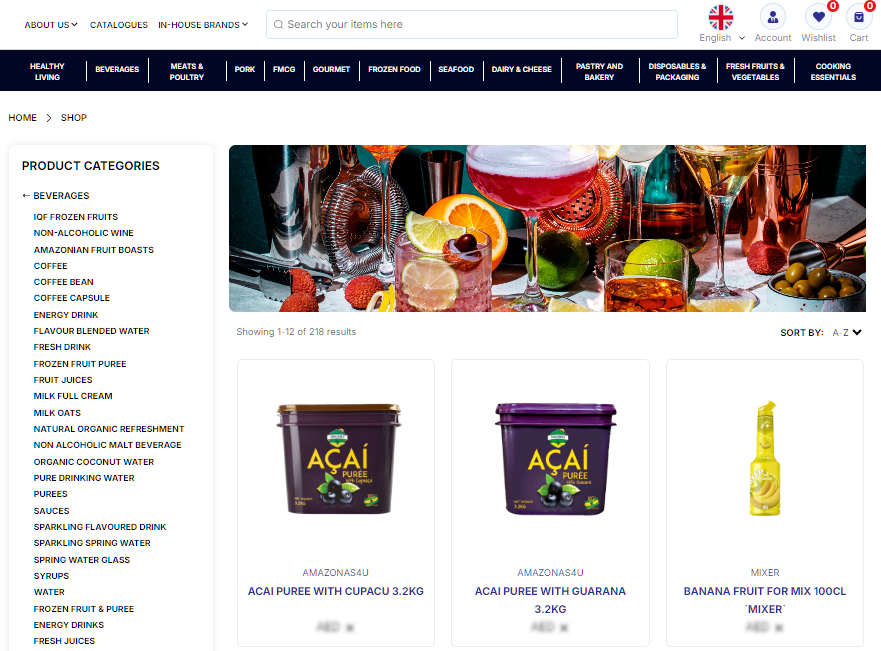 ABOUT US
CATALOGUES
IN-HOUSE BRANDS
Search your items here
English
Account
0
Wishlist
0
Cart
HEALTHY LIVING
BEVERAGES
MEATS & POULTRY
PORK
FMCG
GOURMET
FROZEN FOOD
SEAFOOD
DAIRY & CHEESE
PASTRY AND BAKERY
DISPOSABLES & PACKAGING
FRESH FRUITS & VEGETABLES
COOKING ESSENTIALS
HOME > SHOP
PRODUCT CATEGORIES
← BEVERAGES
IQF FROZEN FRUITS
NON-ALCOHOLIC WINE
AMAZONIAN FRUIT BOASTS
COFFEE
COFFEE BEAN
COFFEE CAPSULE
ENERGY DRINK
FLAVOUR BLENDED WATER
FRESH DRINK
FROZEN FRUIT PUREE
FRUIT JUICES
MILK FULL CREAM
MILK OATS
NATURAL ORGANIC REFRESHMENT
NON ALCOHOLIC MALT BEVERAGE
ORGANIC COCONUT WATER
PURE DRINKING WATER
PUREES
SAUCES
SPARKLING FLAVOURED DRINK
SPARKLING SPRING WATER
SPRING WATER GLASS
SYRUPS
WATER
FROZEN FRUIT & PUREE
ENERGY DRINKS
FRESH JUICES
Showing 1-12 of 218 results
SORT BY: A-Z
AÇAÍ
PURÉE
with Cupuaçu
3.2KG
AMAZONAS4U
ACAI PUREE WITH CUPACU 3.2KG
AED
AÇAÍ
PURÉE
with Guaraná
3.2KG
AMAZONAS4U
ACAI PUREE WITH GUARANA
3.2KG
AED
MIXER
BANANA FRUIT FOR MIX 100CL
`MIXER`
AED